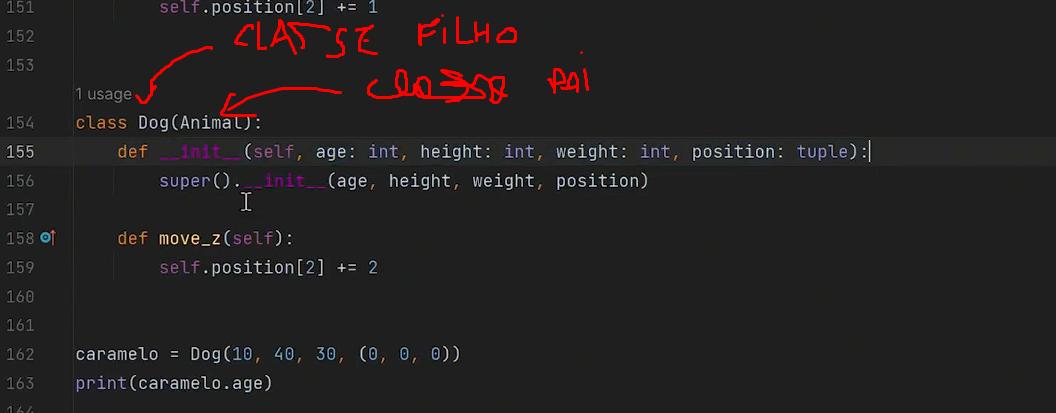 151 self.position[2] += 1
152 CLASSE FILHO
153 classe PAI
1 usage
154 class Dog(Animal):
155 def __init__(self, age: int, height: int, weight: int, position: tuple):
156 super().__init__(age, height, weight, position)
157
158 def move_z(self):
159 self.position[2] += 2
160
161
162 caramelo = Dog(10, 40, 30, (0, 0, 0))
163 print(caramelo.age)